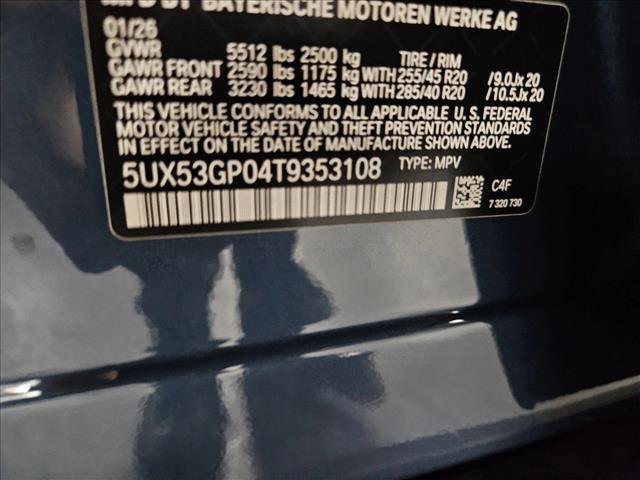 MFD BY BAYERISCHE MOTOREN WERKE AG
01/26
GVWR 5512 lbs 2500 kg TIRE / RIM
GAWR FRONT 2590 lbs 1175 kg WITH 255/45 R20 /9.0Jx 20
GAWR REAR 3230 lbs 1465 kg WITH 285/40 R20 /10.5Jx 20
THIS VEHICLE CONFORMS TO ALL APPLICABLE U. S. FEDERAL
MOTOR VEHICLE SAFETY AND THEFT PREVENTION STANDARDS
IN EFFECT ON THE DATE OF MANUFACTURE SHOWN ABOVE.
5UX53GP04T9353108 TYPE: MPV
C4F
7 320 730